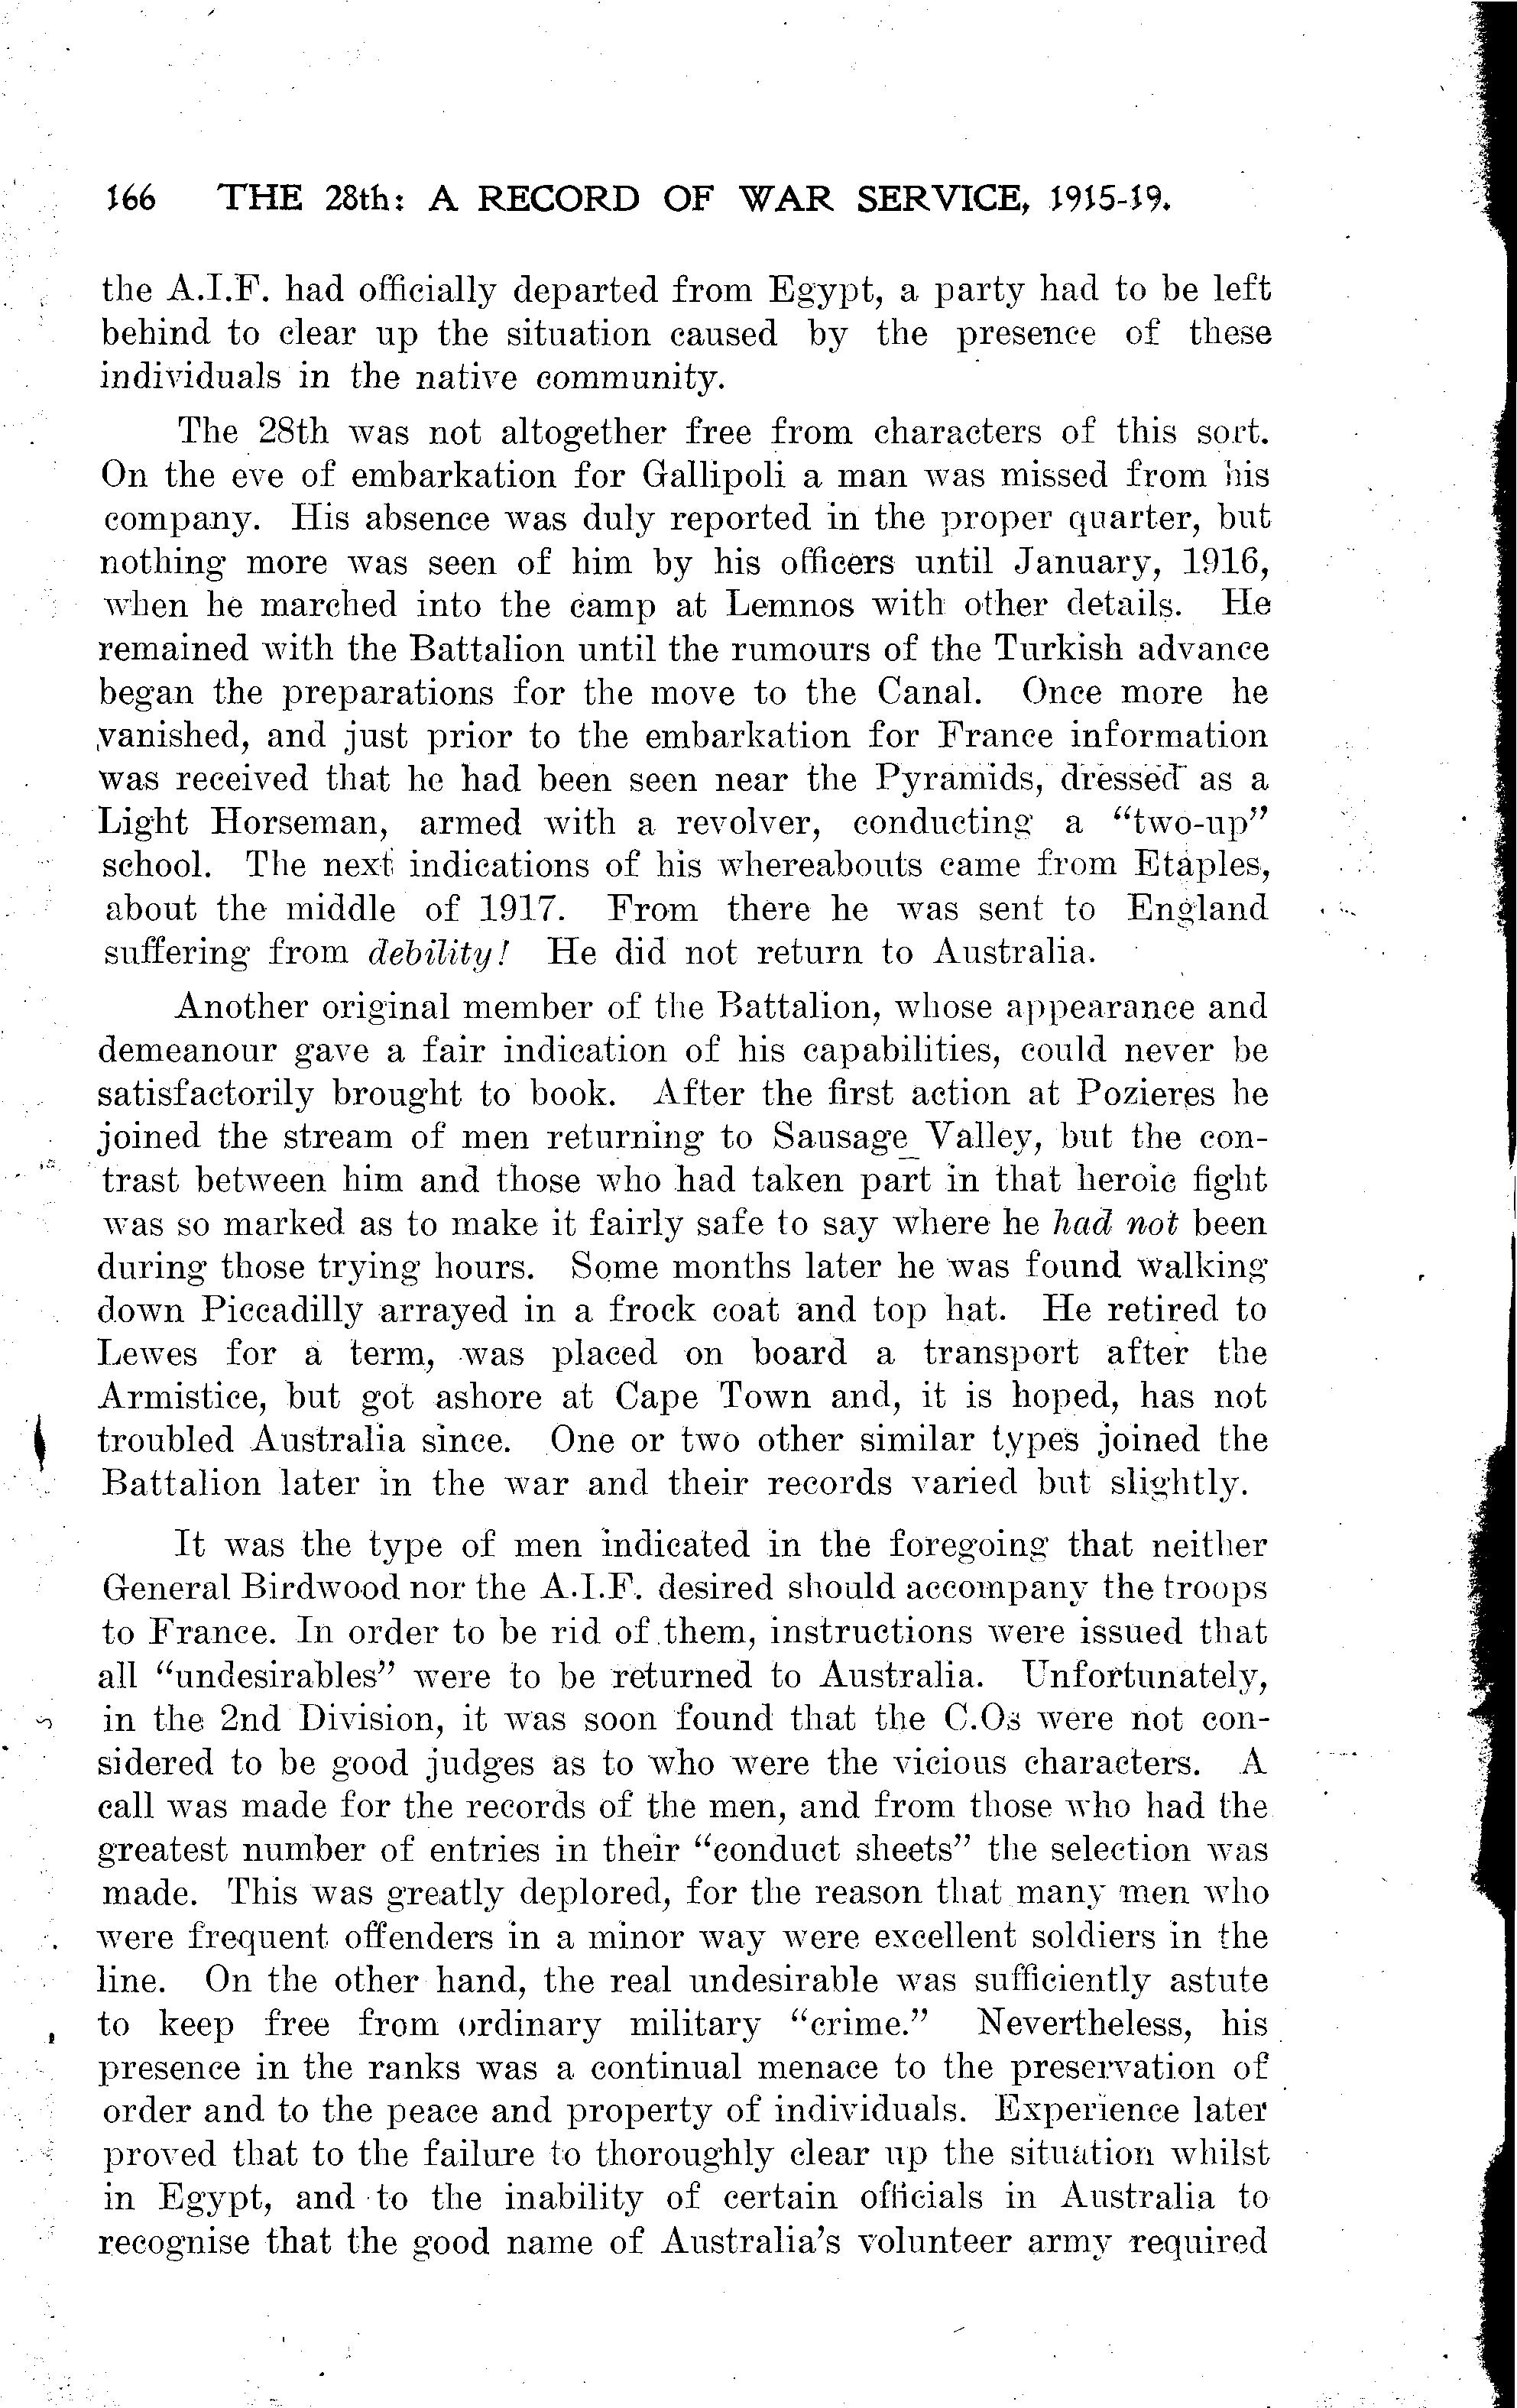 166 THE 28th: A RECORD OF WAR SERVICE, 1915-19.
the A.I.F. had officially departed from Egypt, a party had to be left
behind to clear up the situation caused by the presence of these
individuals in the native community.
The 28th was not altogether free from characters of this sort.
On the eve of embarkation for Gallipoli a man was missed from his
company. His absence was duly reported in the proper quarter, but
nothing more was seen of him by his officers until January, 1916,
when he marched into the camp at Lemnos with other details. He
remained with the Battalion until the rumours of the Turkish advance
began the preparations for the move to the Canal. Once more he
vanished, and just prior to the embarkation for France information
was received that he had been seen near the Pyramids, dressed as a
Light Horseman, armed with a revolver, conducting a "two-up"
school. The next indications of his whereabouts came from Etaples,
about the middle of 1917. From there he was sent to England
suffering from debility! He did not return to Australia.
Another original member of the Battalion, whose appearance and
demeanour gave a fair indication of his capabilities, could never be
satisfactorily brought to book. After the first action at Pozieres he
joined the stream of men returning to Sausage Valley, but the con-
trast between him and those who had taken part in that heroic fight
was so marked as to make it fairly safe to say where he had not been
during those trying hours. Some months later he was found walking
down Piccadilly arrayed in a frock coat and top hat. He retired to
Lewes for a term, was placed on board a transport after the
Armistice, but got ashore at Cape Town and, it is hoped, has not
troubled Australia since. One or two other similar types joined the
Battalion later in the war and their records varied but slightly.
It was the type of men indicated in the foregoing that neither
General Birdwood nor the A.I.F. desired should accompany the troops
to France. In order to be rid of them, instructions were issued that
all "undesirables" were to be returned to Australia. Unfortunately,
in the 2nd Division, it was soon found that the C.Os were not con-
sidered to be good judges as to who were the vicious characters. A
call was made for the records of the men, and from those who had the
greatest number of entries in their "conduct sheets" the selection was
made. This was greatly deplored, for the reason that many men who
were frequent offenders in a minor way were excellent soldiers in the
line. On the other hand, the real undesirable was sufficiently astute
to keep free from ordinary military "crime." Nevertheless, his
presence in the ranks was a continual menace to the preservation of
order and to the peace and property of individuals. Experience later
proved that to the failure to thoroughly clear up the situation whilst
in Egypt, and to the inability of certain officials in Australia to
recognise that the good name of Australia's volunteer army required